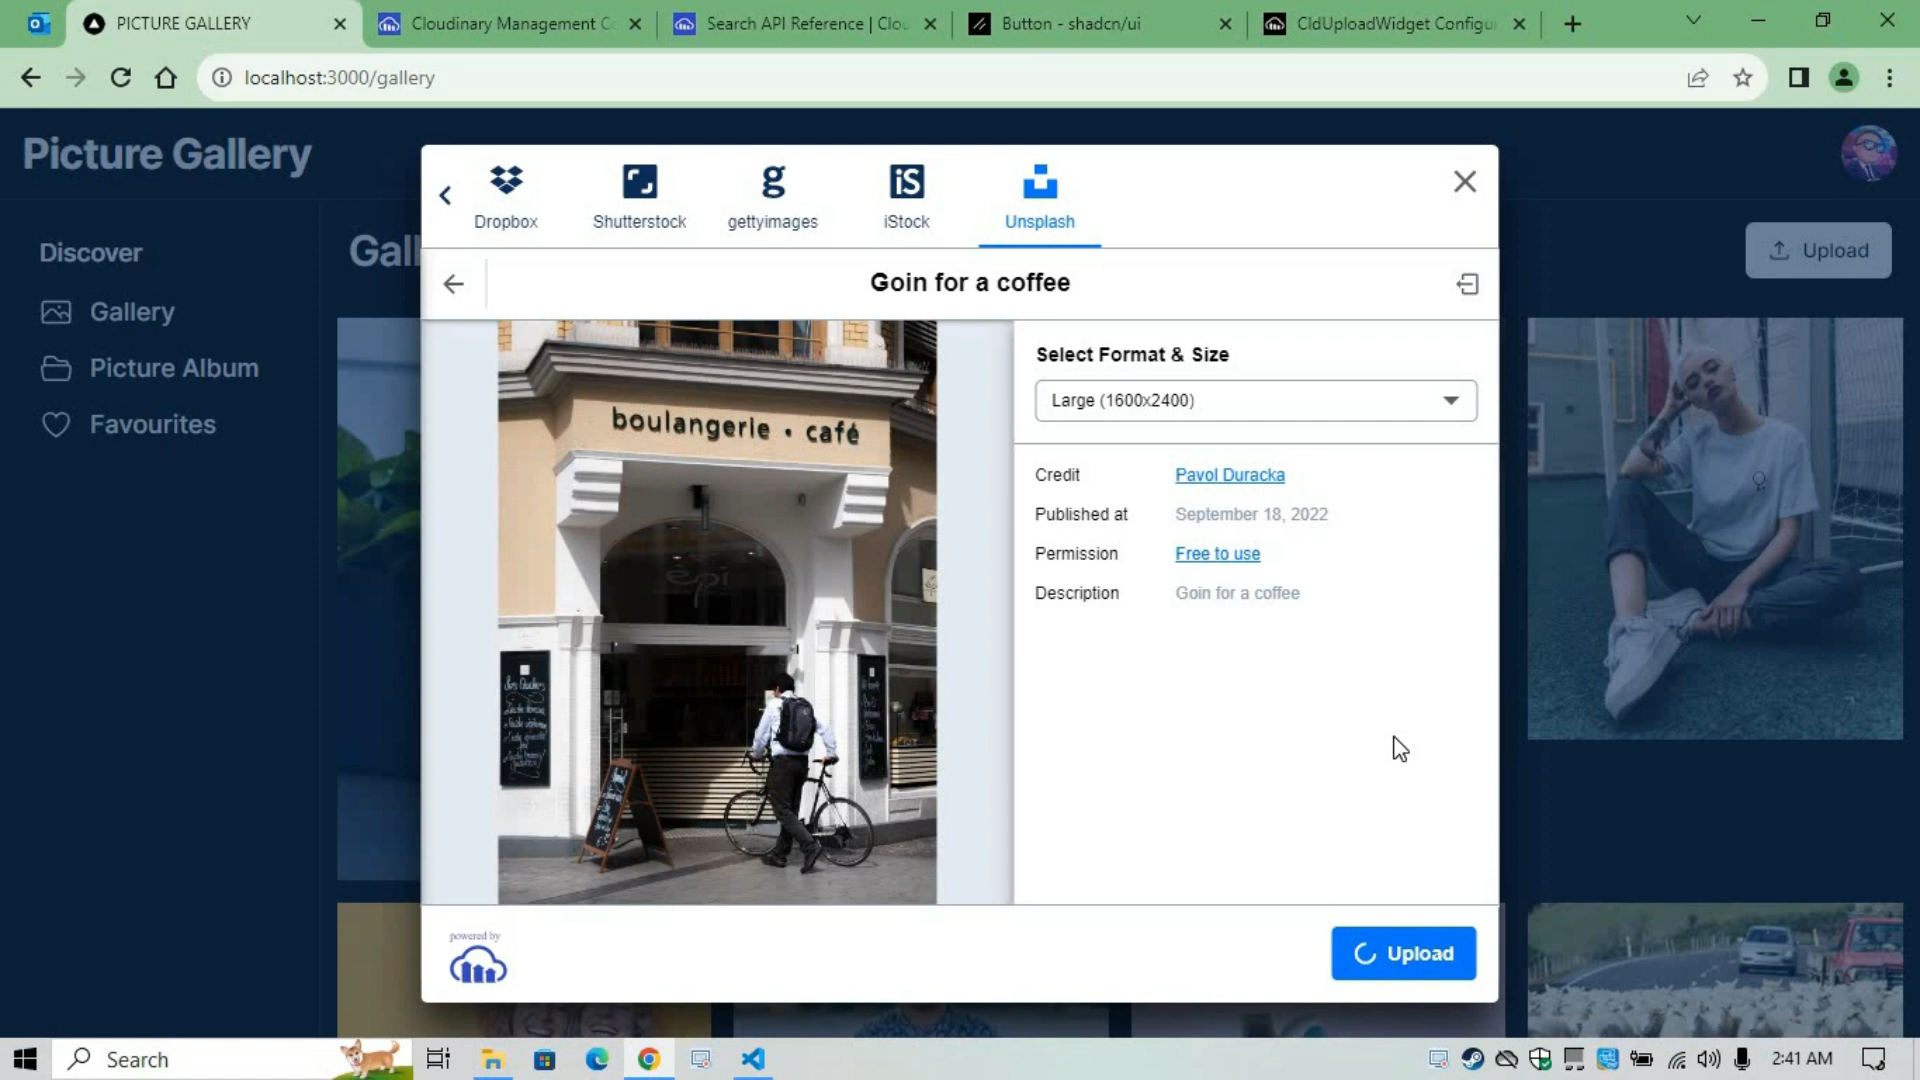 PICTURE GALLERY
Cloudinary Management Co
Search API Reference | Clou
Button - shadcn/ui
CldUploadWidget Configu
localhost:3000/gallery
Picture Gallery
Discover
Gallery
Picture Album
Favourites
Gall
Upload
Dropbox
Shutterstock
gettyimages
iStock
Unsplash
Goin for a coffee
boulangerie • café
épi
Select Format & Size
Large (1600x2400)
Credit Pavol Duracka
Published at September 18, 2022
Permission Free to use
Description Goin for a coffee
powered by
Upload
Search
2:41 AM